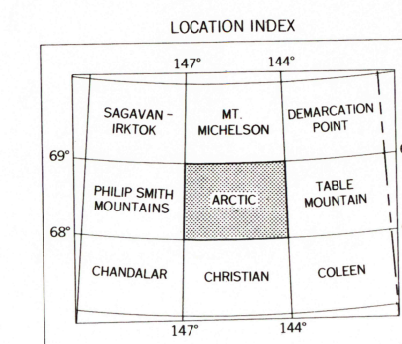 LOCATION INDEX
147° 144°
SAGAVAN-
IRKTOK
MT.
MICHELSON
DEMARCATION
POINT
69°
PHILIP SMITH
MOUNTAINS
ARCTIC
TABLE
MOUNTAIN
68°
CHANDALAR
CHRISTIAN
COLEEN
147° 144°